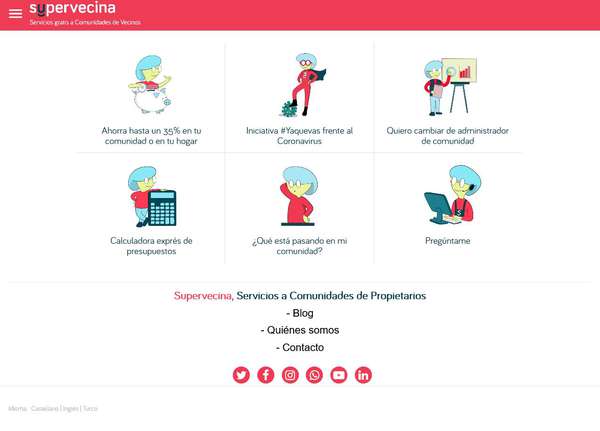 supervecina
Servicios gratis a Comunidades de Vecinos
Ahorra hasta un 35% en tu
comunidad o en tu hogar
Iniciativa #Yaquevas frente al
Coronavirus
Quiero cambiar de administrador
de comunidad
Calculadora exprés de
presupuestos
¿Qué está pasando en mi
comunidad?
Pregúntame
Supervecina, Servicios a Comunidades de Propietarios
- Blog
- Quiénes somos
- Contacto
Idioma: Castellano | Inglés | Turco